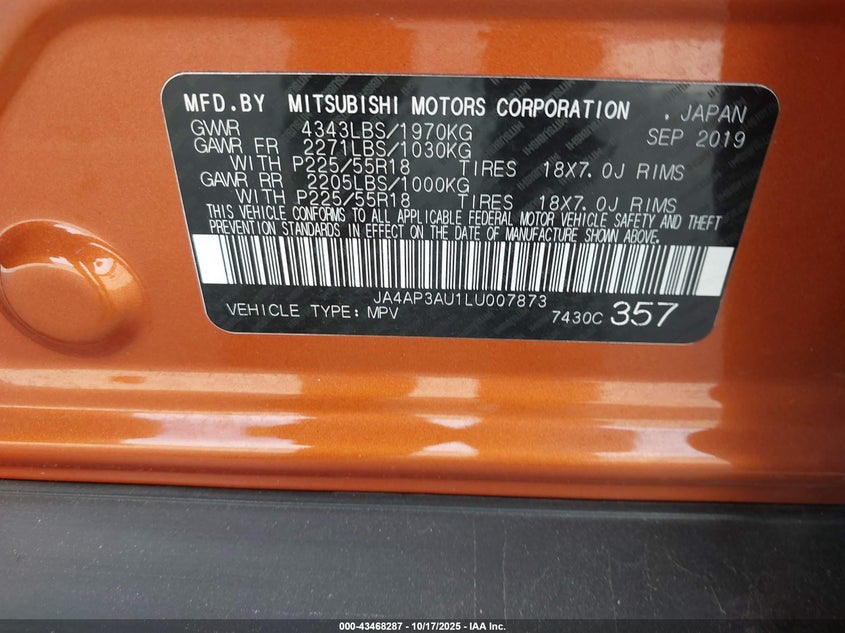 MFD.BY MITSUBISHI MOTORS CORPORATION . JAPAN
GVWR 4343LBS/1970KG SEP 2019
GAWR FR 2271LBS/1030KG
WITH P225/55R18 TIRES 18X7.0J RIMS
GAWR RR 2205LBS/1000KG
WITH P225/55R18 TIRES 18X7.0J RIMS
THIS VEHICLE CONFORMS TO ALL APPLICABLE FEDERAL MOTOR VEHICLE SAFETY AND THEFT
PREVENTION STANDARDS IN EFFECT ON THE DATE OF MANUFACTURE SHOWN ABOVE.
JA4AP3AU1LU007873
VEHICLE TYPE: MPV 7430C 357
000-43468287 - 10/17/2025 - IAA Inc.